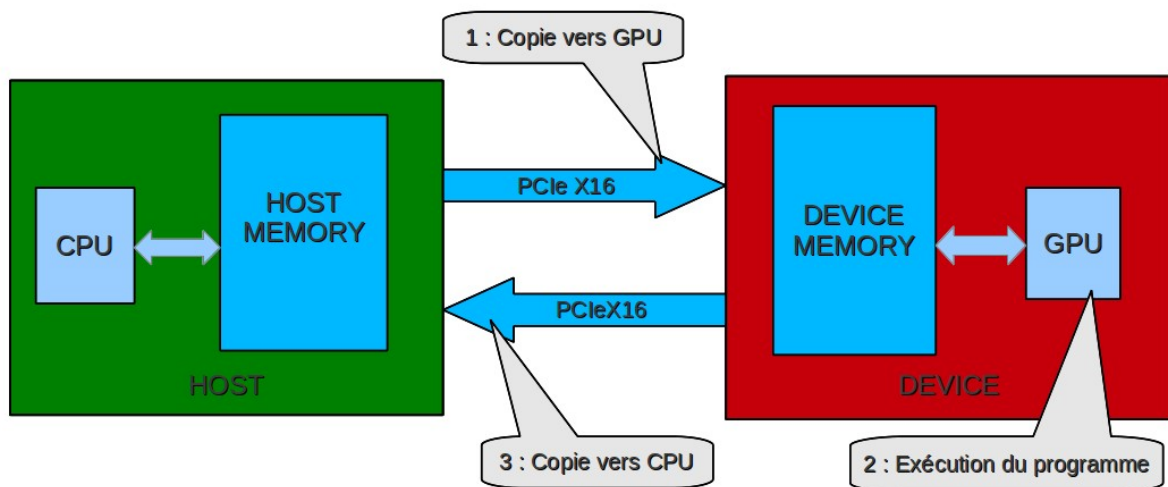 1 : Copie vers GPU
PCIe X16
HOST
MEMORY
CPU
DEVICE
MEMORY
GPU
PCIeX16
HOST
DEVICE
3 : Copie vers CPU
2 : Exécution du programme